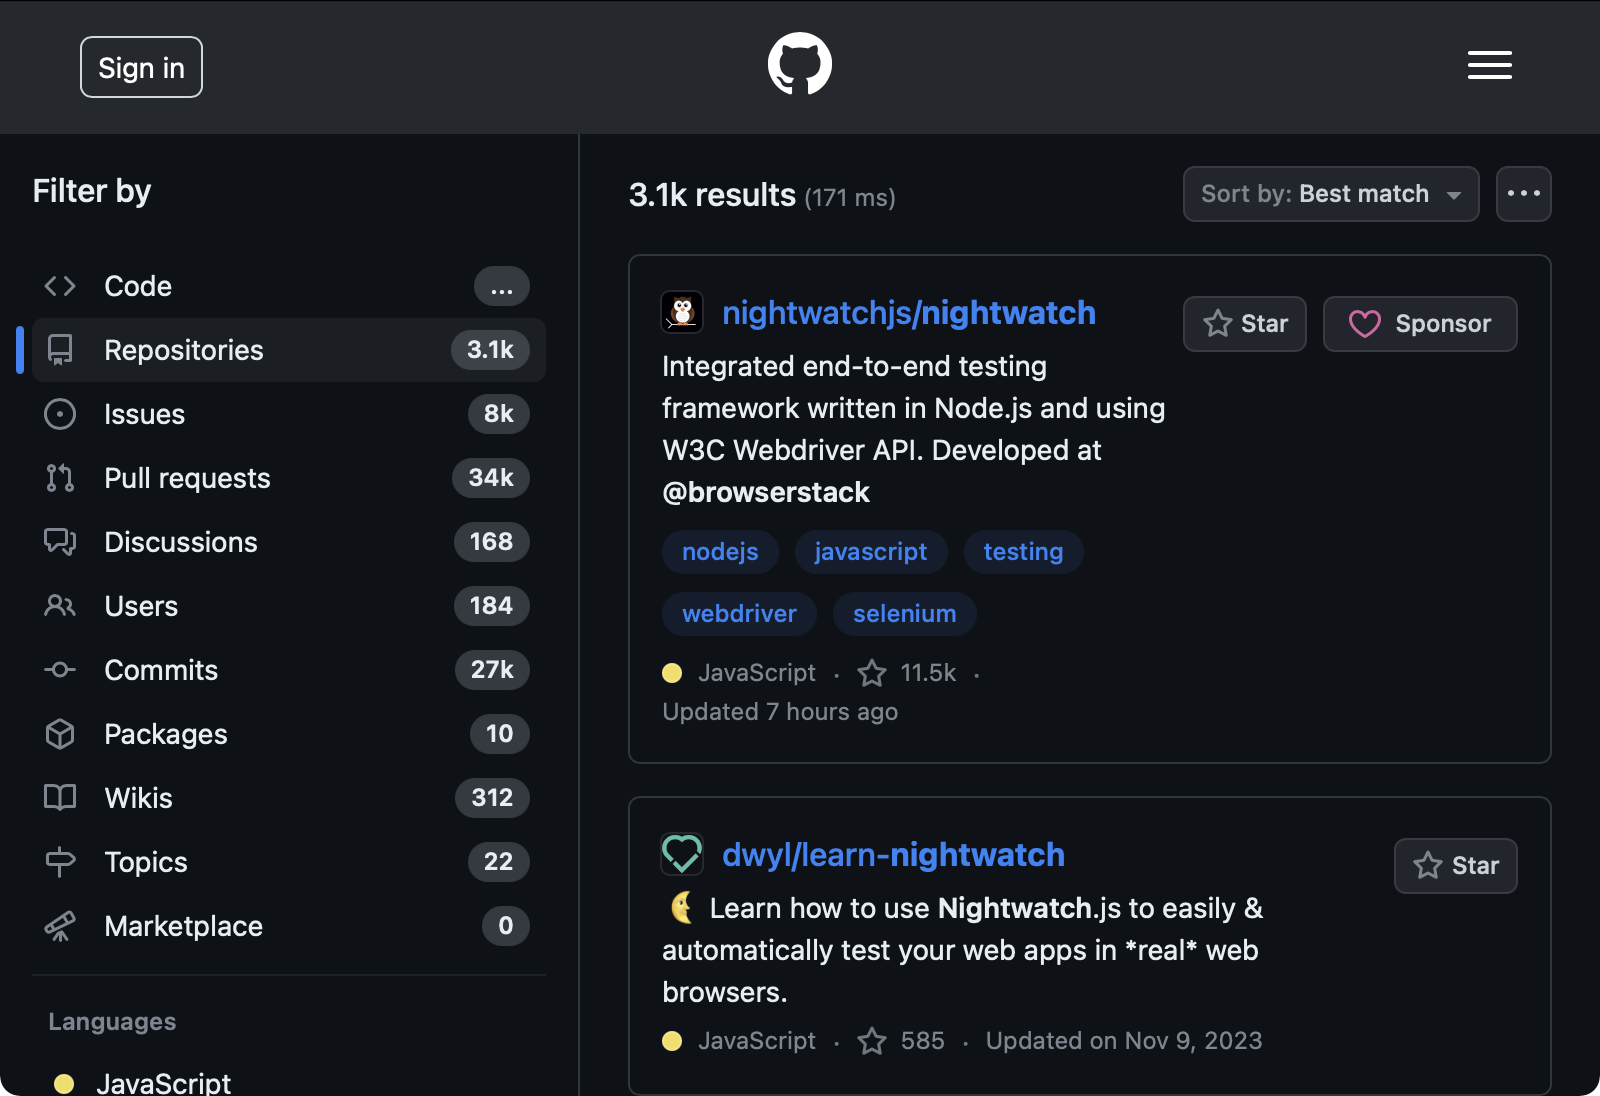 Sign in
Filter by
Code ...
Repositories 3.1k
Issues 8k
Pull requests 34k
Discussions 168
Users 184
Commits 27k
Packages 10
Wikis 312
Topics 22
Marketplace 0
Languages
JavaScript
3.1k results (171 ms)
Sort by: Best match
nightwatchjs/nightwatch
Star
Sponsor
Integrated end-to-end testing
framework written in Node.js and using
W3C Webdriver API. Developed at
@browserstack
nodejs javascript testing
webdriver selenium
JavaScript · 11.5k ·
Updated 7 hours ago
dwyl/learn-nightwatch
Star
🌜 Learn how to use Nightwatch.js to easily &
automatically test your web apps in *real* web
browsers.
JavaScript · 585 · Updated on Nov 9, 2023